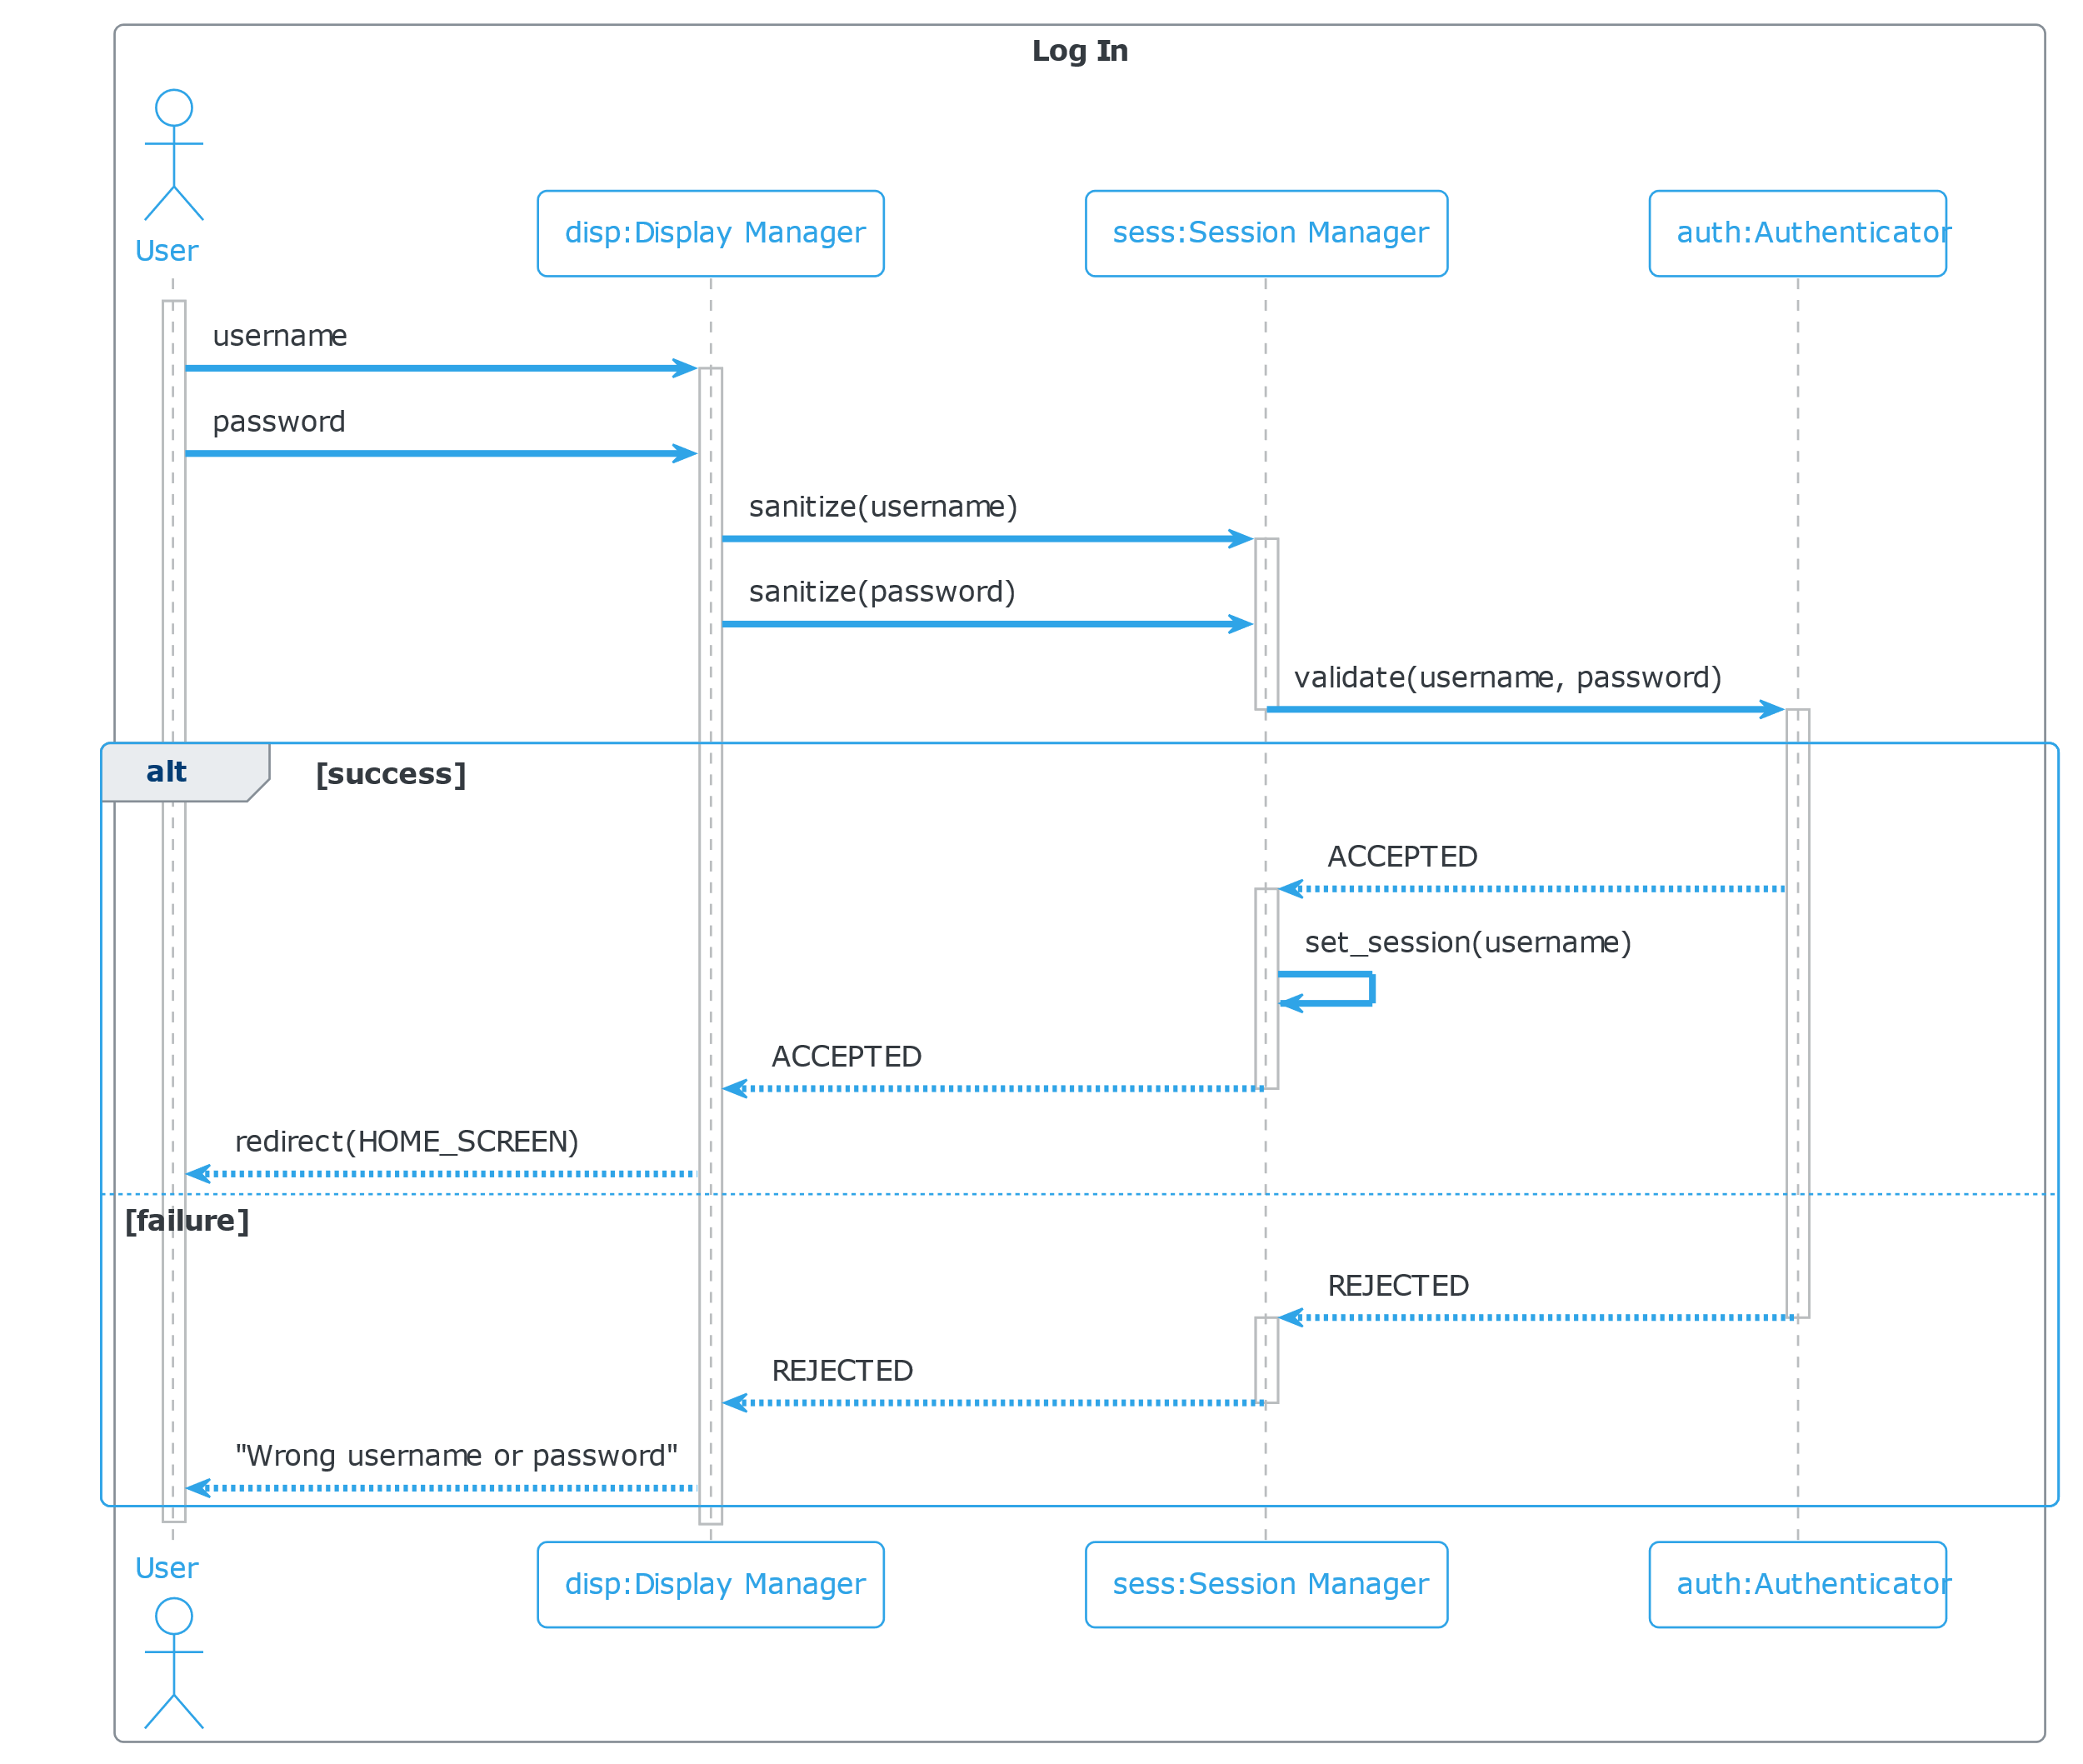 Log In
User
disp:Display Manager
sess:Session Manager
auth:Authenticator
username
password
sanitize(username)
sanitize(password)
validate(username, password)
alt
[success]
ACCEPTED
set_session(username)
ACCEPTED
redirect(HOME_SCREEN)
[failure]
REJECTED
REJECTED
"Wrong username or password"
User
disp:Display Manager
sess:Session Manager
auth:Authenticator